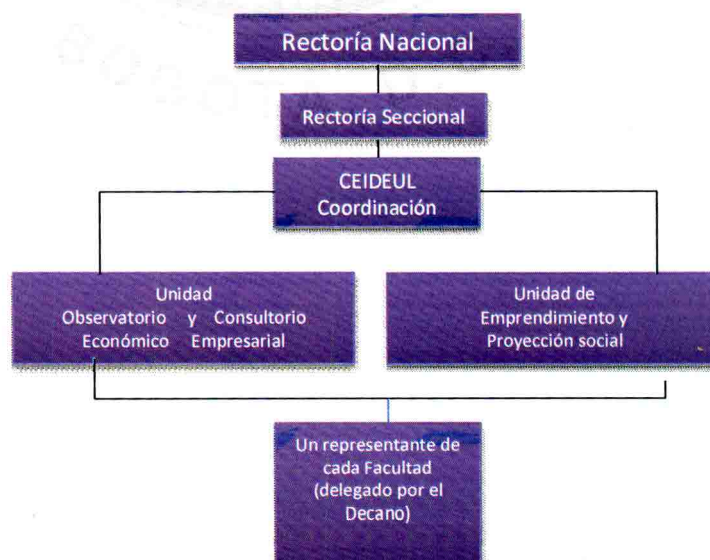 Rectoría Nacional
Rectoría Seccional
CEIDEUL
Coordinación
Unidad
Observatorio y Consultorio
Económico Empresarial
Unidad de
Emprendimiento y
Proyección social
Un representante de
cada Facultad
(delegado por el
Decano)